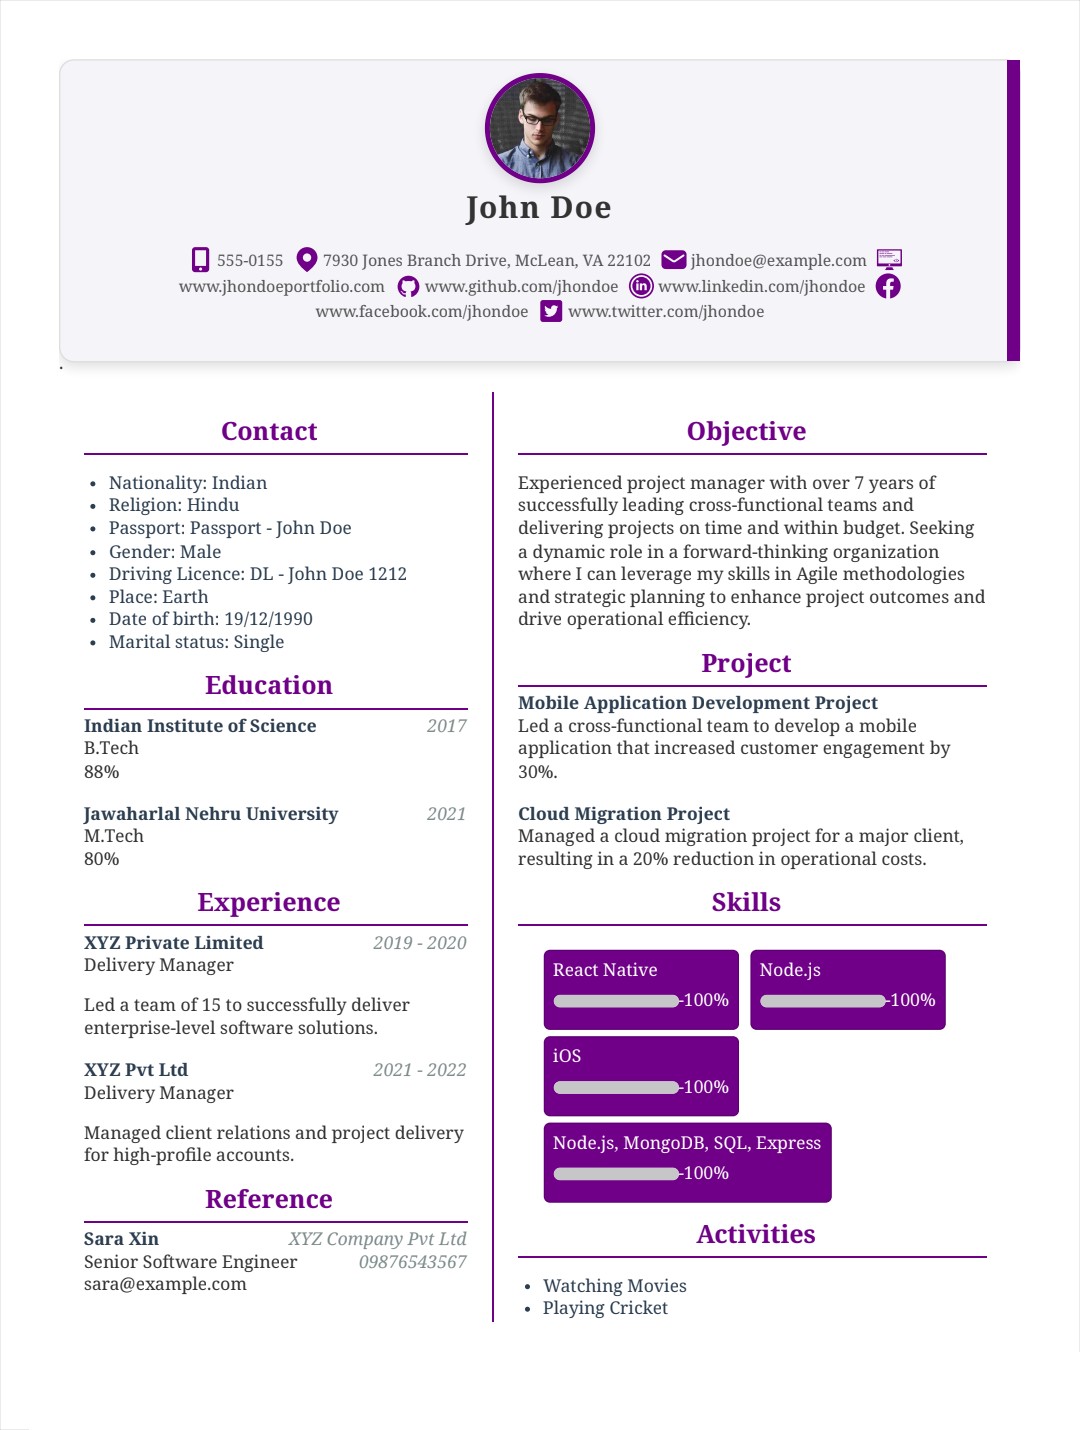 John Doe
555-0155 7930 Jones Branch Drive, McLean, VA 22102 jhondoe@example.com
www.jhondoeportfolio.com www.github.com/jhondoe www.linkedin.com/jhondoe
www.facebook.com/jhondoe www.twitter.com/jhondoe
.
Contact
• Nationality: Indian
• Religion: Hindu
• Passport: Passport - John Doe
• Gender: Male
• Driving Licence: DL - John Doe 1212
• Place: Earth
• Date of birth: 19/12/1990
• Marital status: Single
Education
Indian Institute of Science 2017
B.Tech
88%
Jawaharlal Nehru University 2021
M.Tech
80%
Experience
XYZ Private Limited 2019 - 2020
Delivery Manager
Led a team of 15 to successfully deliver
enterprise-level software solutions.
XYZ Pvt Ltd 2021 - 2022
Delivery Manager
Managed client relations and project delivery
for high-profile accounts.
Reference
Sara Xin XYZ Company Pvt Ltd
Senior Software Engineer 09876543567
sara@example.com
Objective
Experienced project manager with over 7 years of
successfully leading cross-functional teams and
delivering projects on time and within budget. Seeking
a dynamic role in a forward-thinking organization
where I can leverage my skills in Agile methodologies
and strategic planning to enhance project outcomes and
drive operational efficiency.
Project
Mobile Application Development Project
Led a cross-functional team to develop a mobile
application that increased customer engagement by
30%.
Cloud Migration Project
Managed a cloud migration project for a major client,
resulting in a 20% reduction in operational costs.
Skills
React Native
-100%
Node.js
-100%
iOS
-100%
Node.js, MongoDB, SQL, Express
-100%
Activities
• Watching Movies
• Playing Cricket